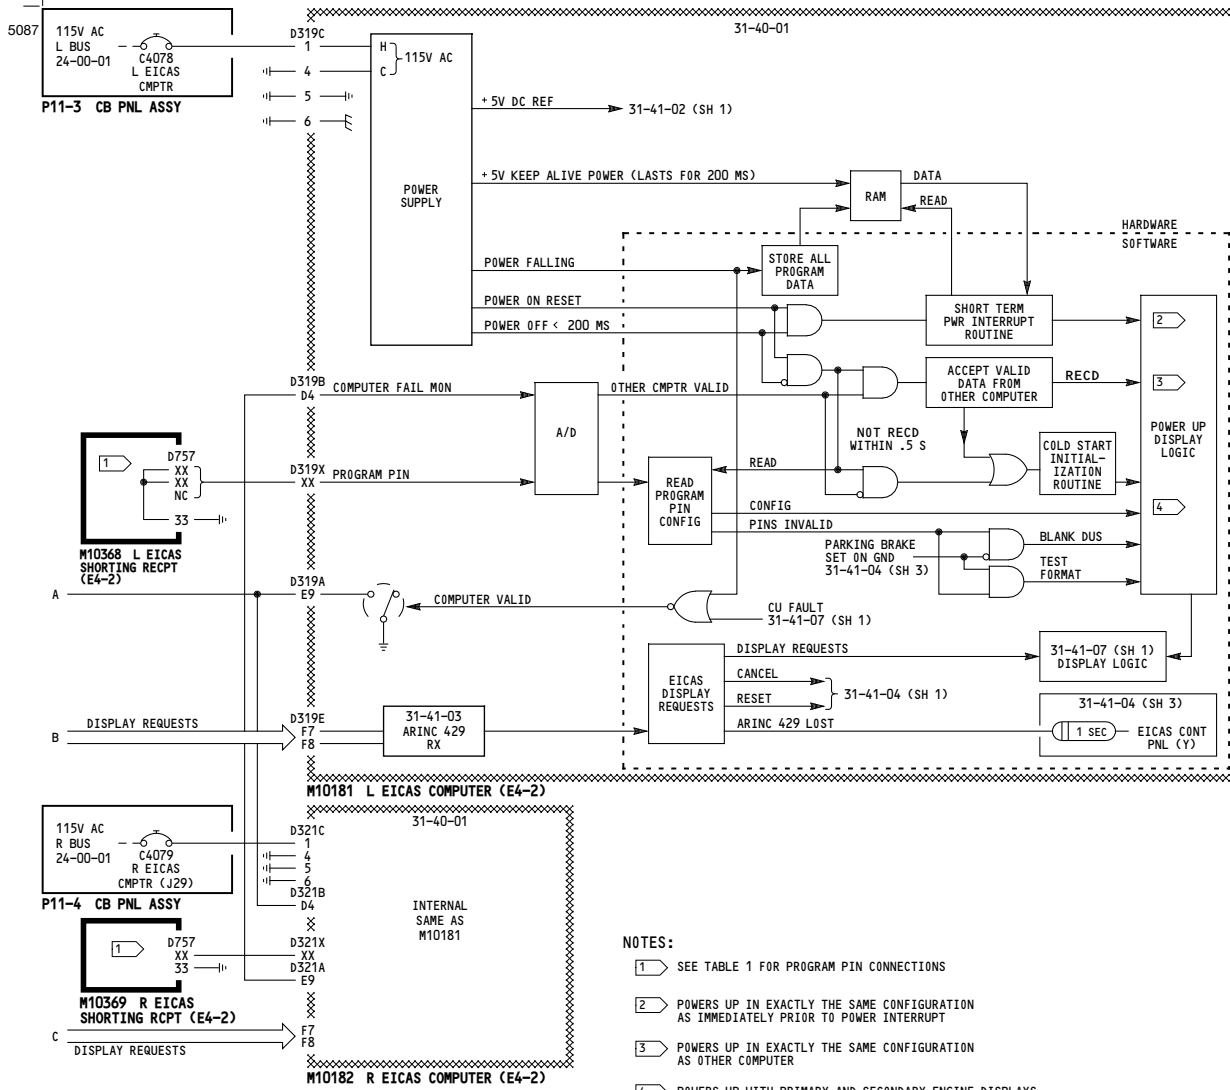 5087
115V AC
L BUS
24-00-01
C4078
L EICAS
CMPTR
P11-3 CB PNL ASSY
D319C
1
4
5
6
31-40-01
H
C
115V AC
POWER
SUPPLY
+5V DC REF
31-41-02 (SH 1)
+5V KEEP ALIVE POWER (LASTS FOR 200 MS)
RAM
DATA
READ
HARDWARE
SOFTWARE
POWER FALLING
STORE ALL
PROGRAM
DATA
POWER ON RESET
POWER OFF < 200 MS
SHORT TERM
PWR INTERRUPT
ROUTINE
2
D319B
D4
COMPUTER FAIL MON
A/D
OTHER CMPTR VALID
ACCEPT VALID
DATA FROM
OTHER COMPUTER
RECD
3
POWER UP
DISPLAY
LOGIC
NOT RECD
WITHIN .5 S
COLD START
INITIAL-
IZATION
ROUTINE
1
D757
XX
XX
NC
33
M10368 L EICAS
SHORTING RECPT
(E4-2)
D319X
XX
PROGRAM PIN
READ
PROGRAM
PIN
CONFIG
READ
CONFIG
4
PINS INVALID
PARKING BRAKE
SET ON GND
31-41-04 (SH 3)
BLANK DUS
TEST
FORMAT
A
D319A
E9
COMPUTER VALID
CU FAULT
31-41-07 (SH 1)
EICAS
DISPLAY
REQUESTS
DISPLAY REQUESTS
31-41-07 (SH 1)
DISPLAY LOGIC
CANCEL
RESET
31-41-04 (SH 1)
ARINC 429 LOST
31-41-04 (SH 3)
1 SEC
EICAS CONT
PNL (Y)
B
DISPLAY REQUESTS
D319E
F7
F8
31-41-03
ARINC 429
RX
M10181 L EICAS COMPUTER (E4-2)
115V AC
R BUS
24-00-01
C4079
R EICAS
CMPTR (J29)
P11-4 CB PNL ASSY
D321C
1
4
5
6
D321B
D4
31-40-01
INTERNAL
SAME AS
M10181
1
D757
XX
33
M10369 R EICAS
SHORTING RCPT (E4-2)
D321X
XX
D321A
E9
C
DISPLAY REQUESTS
F7
F8
M10182 R EICAS COMPUTER (E4-2)
NOTES:
1 SEE TABLE 1 FOR PROGRAM PIN CONNECTIONS
2 POWERS UP IN EXACTLY THE SAME CONFIGURATION
AS IMMEDIATELY PRIOR TO POWER INTERRUPT
3 POWERS UP IN EXACTLY THE SAME CONFIGURATION
AS OTHER COMPUTER
4 POWERS UP WITH PRIMARY AND SECONDARY ENGINE DISPLAYS